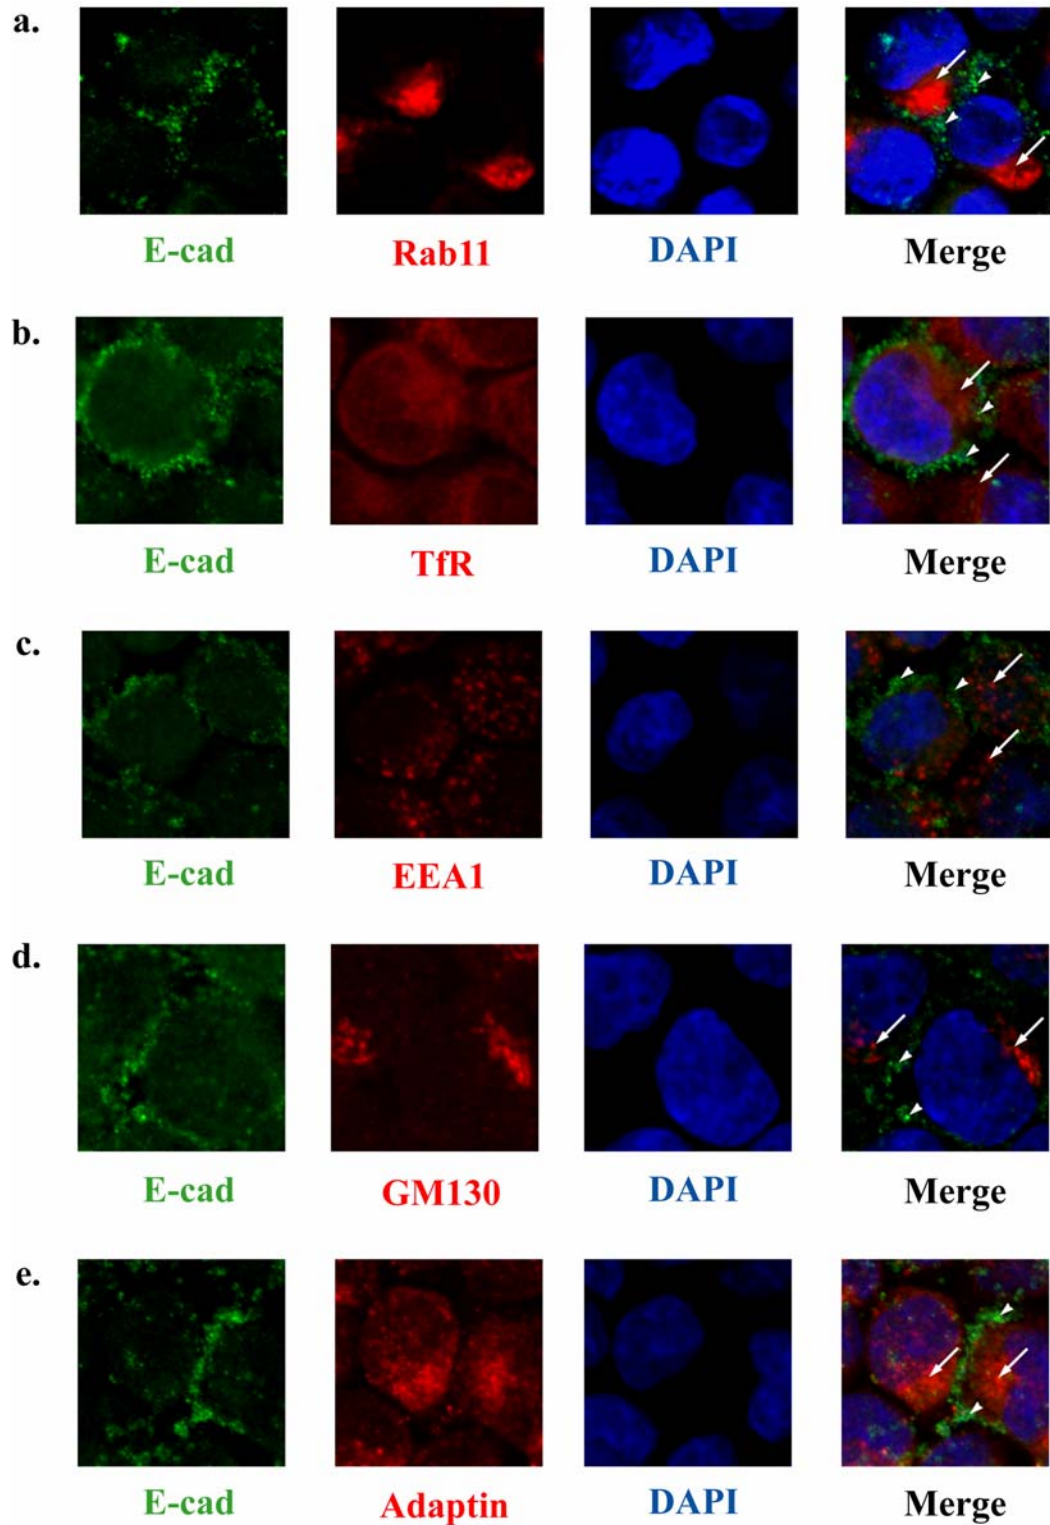 a.
E-cad Rab11 DAPI Merge
b.
E-cad TfR DAPI Merge
c.
E-cad EEA1 DAPI Merge
d.
E-cad GM130 DAPI Merge
e.
E-cad Adaptin DAPI Merge